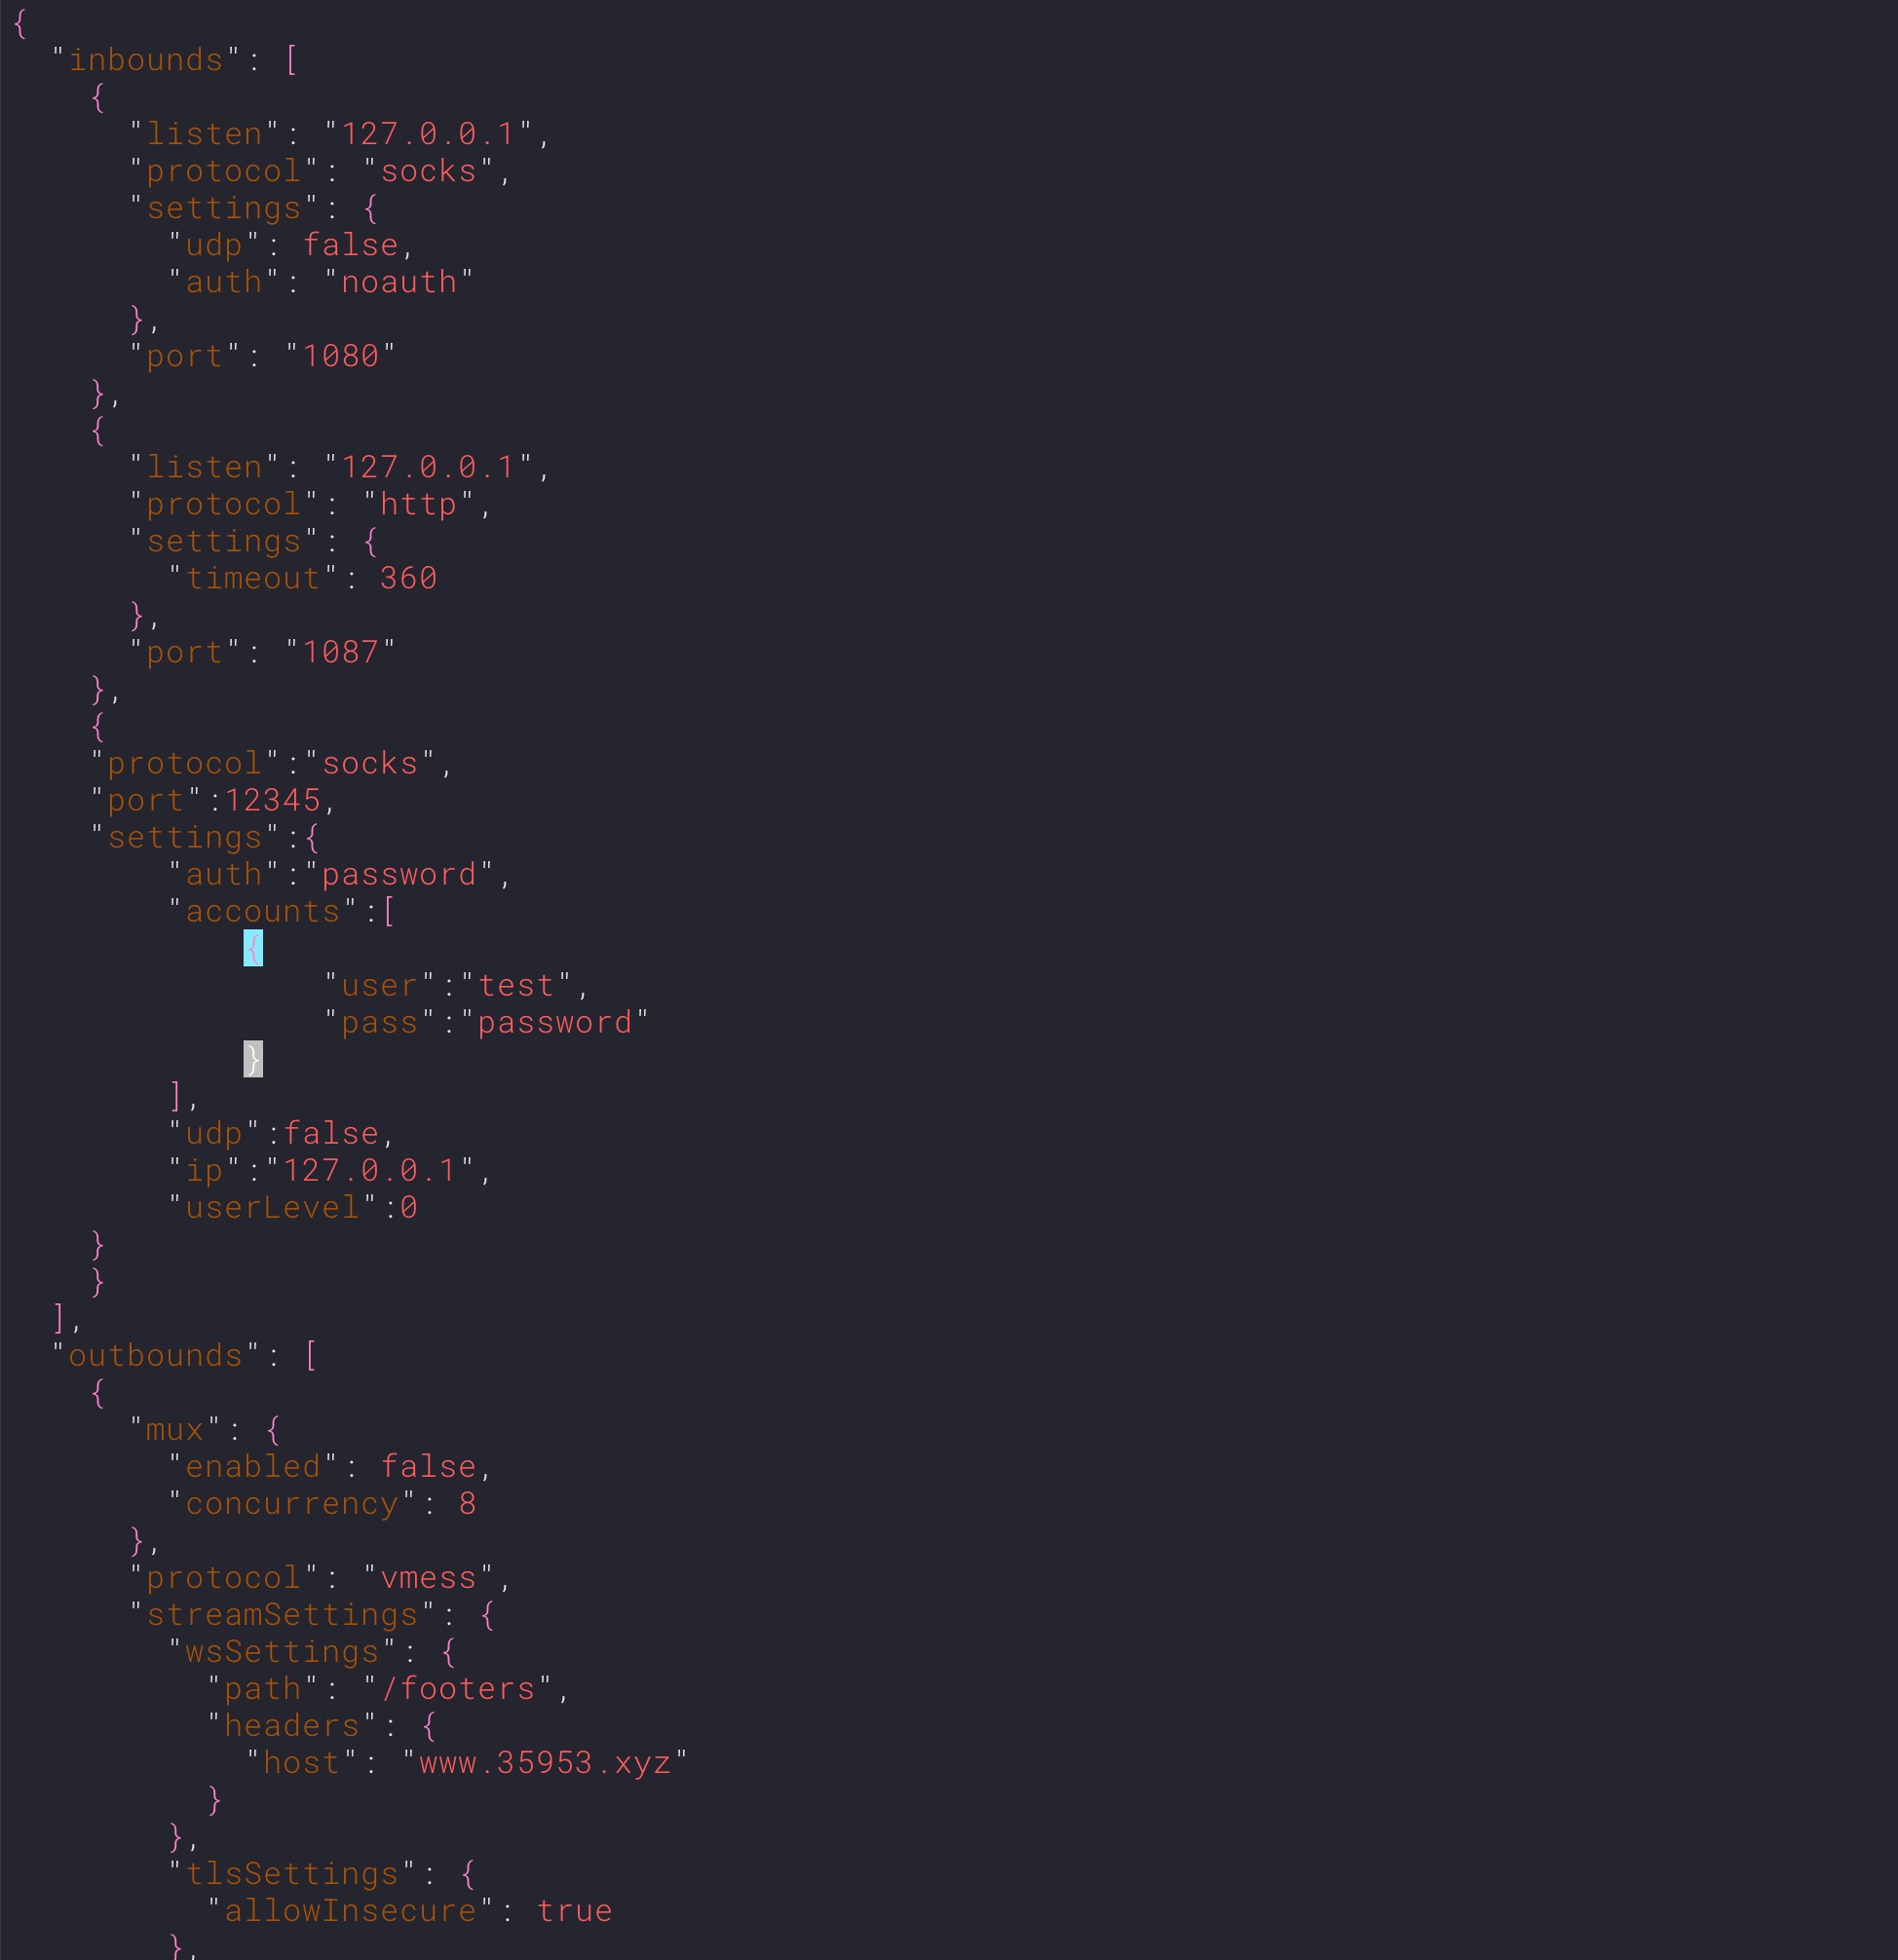 {
  "inbounds": [
    {
      "listen": "127.0.0.1",
      "protocol": "socks",
      "settings": {
        "udp": false,
        "auth": "noauth"
      },
      "port": "1080"
    },
    {
      "listen": "127.0.0.1",
      "protocol": "http",
      "settings": {
        "timeout": 360
      },
      "port": "1087"
    },
    {
    "protocol":"socks",
    "port":12345,
    "settings":{
        "auth":"password",
        "accounts":[
            {
                "user":"test",
                "pass":"password"
            }
        ],
        "udp":false,
        "ip":"127.0.0.1",
        "userLevel":0
    }
    }
  ],
  "outbounds": [
    {
      "mux": {
        "enabled": false,
        "concurrency": 8
      },
      "protocol": "vmess",
      "streamSettings": {
        "wsSettings": {
          "path": "/footers",
          "headers": {
            "host": "www.35953.xyz"
          }
        },
        "tlsSettings": {
          "allowInsecure": true
        },